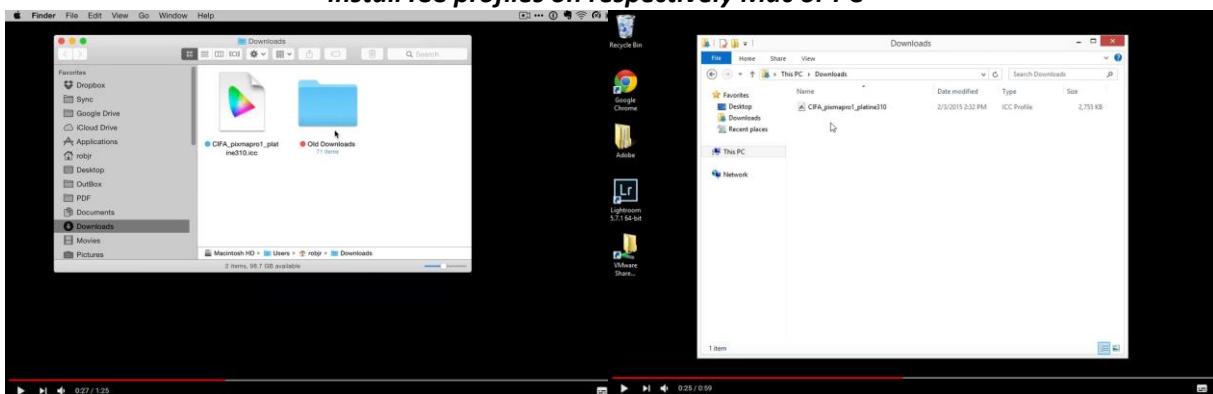 Install ICC profiles on respectively Mac or PC
Finder File Edit View Go Window Help
Downloads
Search
Favorites
Dropbox
Sync
Google Drive
iCloud Drive
Applications
robjr
Desktop
OutBox
PDF
Documents
Downloads
Movies
Pictures
CIFA_pixmapro1_plat
ine310.icc
Old Downloads
71 items
Macintosh HD Users robjr Downloads
2 items, 98.7 GB available
0:27 / 1:25
Recycle Bin
Google
Chrome
Adobe
Lr
Lightroom
5.7.1 64-bit
VMware
Share...
Downloads
File Home Share View
This PC Downloads
Search Downloads
Favorites
Desktop
Downloads
Recent places
This PC
Network
Name Date modified Type Size
CIFA_pixmapro1_platine310 2/3/2015 2:32 PM ICC Profile 2,755 KB
1 item
0:25 / 0:59